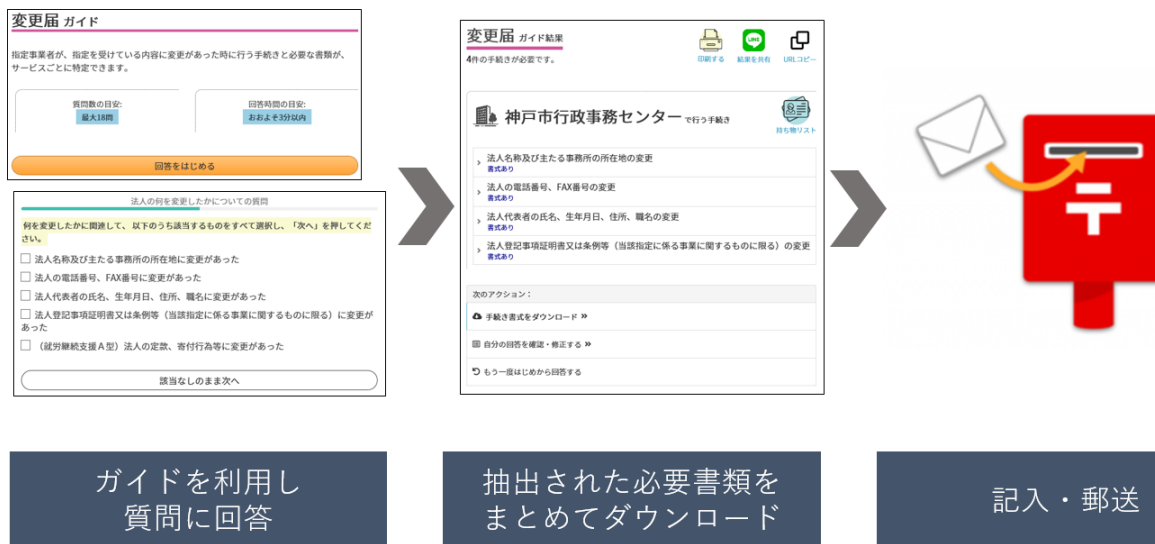 変更届 ガイド
指定事業者が、指定を受けている内容に変更があった時に行う手続きと必要な書類が、
サービスごとに特定できます。
質問数の目安:
最大18問
回答時間の目安:
おおよそ3分以内
回答をはじめる
法人の何を変更したかについての質問
何を変更したかに関連して、以下のうち該当するものをすべて選択し、「次へ」を押してくだ
さい。
法人名称及び主たる事務所の所在地に変更があった
法人の電話番号、FAX番号に変更があった
法人代表者の氏名、生年月日、住所、職名に変更があった
法人登記事項証明書又は条例等（当該指定に係る事業に関するものに限る）に変更が
あった
（就労継続支援Ａ型）法人の定款、寄付行為等に変更があった
該当なしのまま次へ
ガイドを利用し
質問に回答
変更届 ガイド結果
4件の手続きが必要です。
印刷する
LINE
結果を共有
URLコピー
神戸市行政事務センター で行う手続き
持ち物リスト
法人名称及び主たる事務所の所在地の変更
書式あり
法人の電話番号、FAX番号の変更
書式あり
法人代表者の氏名、生年月日、住所、職名の変更
書式あり
法人登記事項証明書又は条例等（当該指定に係る事業に関するものに限る）の変更
書式あり
次のアクション：
手続き書式をダウンロード »
自分の回答を確認・修正する »
もう一度はじめから回答する
抽出された必要書類を
まとめてダウンロード
〒
記入・郵送